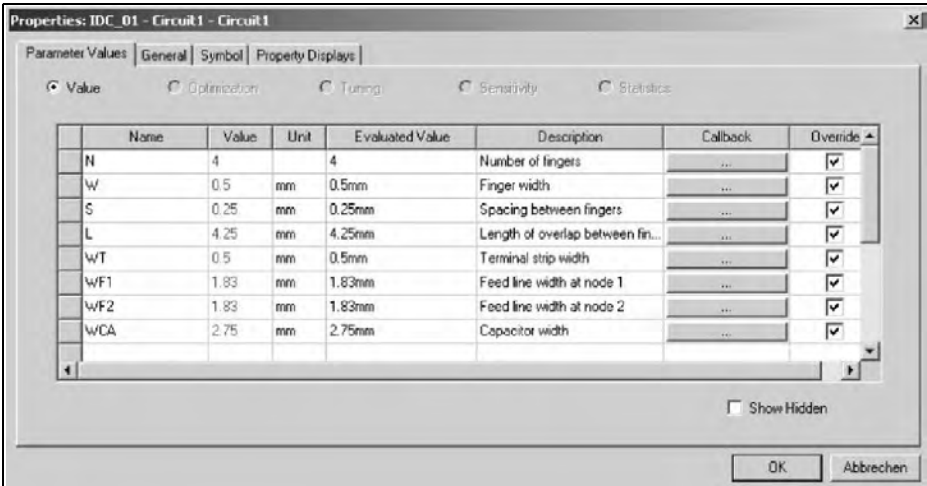 Properties: IDC_01 - Circuit1 - Circuit1
Parameter Values General Symbol Property Displays
Value Optimization Tuning Sensitivity Statistics
Name Value Unit Evaluated Value Description Callback Override
N 4 4 Number of fingers ...
W 0.5 mm 0.5mm Finger width ...
S 0.25 mm 0.25mm Spacing between fingers ...
L 4.25 mm 4.25mm Length of overlap between fin... ...
WT 0.5 mm 0.5mm Terminal strip width ...
WF1 1.83 mm 1.83mm Feed line width at node 1 ...
WF2 1.83 mm 1.83mm Feed line width at node 2 ...
WCA 2.75 mm 2.75mm Capacitor width ...
Show Hidden
OK Abbrechen